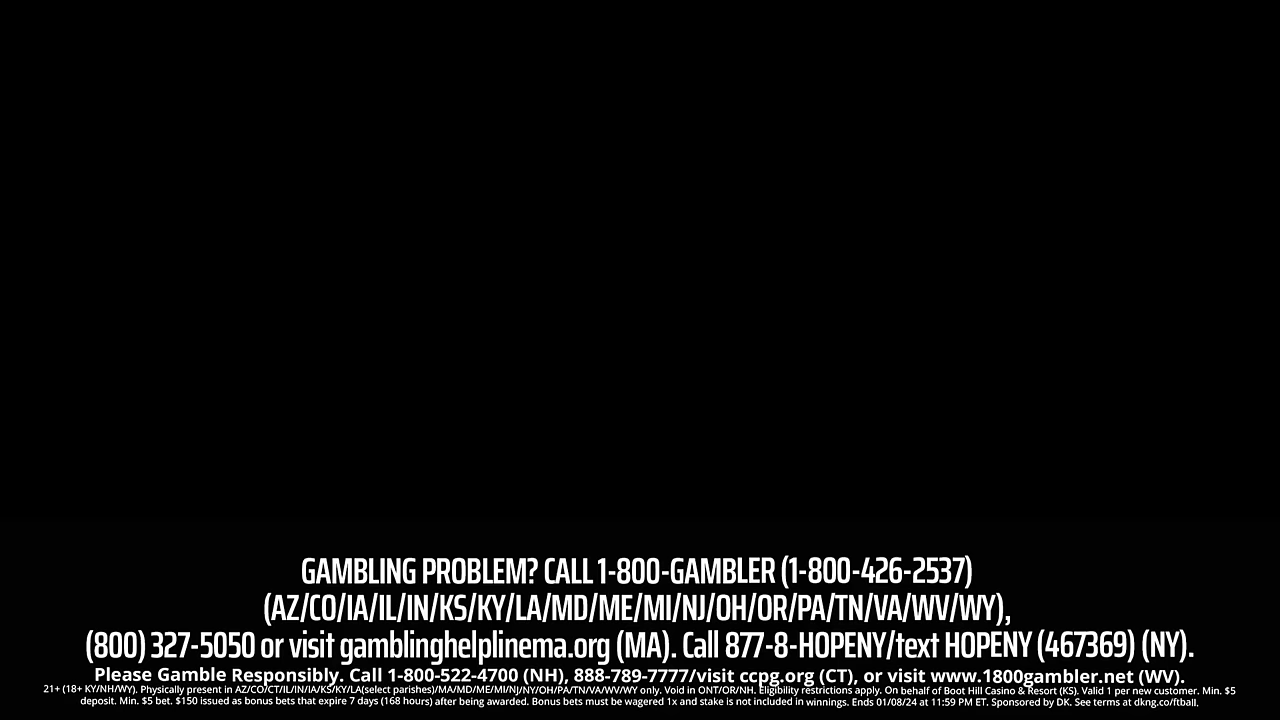 GAMBLING PROBLEM? CALL 1-800-GAMBLER (1-800-426-2537)
(AZ/CO/IA/IL/IN/KS/KY/LA/MD/ME/MI/NJ/OH/OR/PA/TN/VA/WV/WY),
(800) 327-5050 or visit gamblinghelplinema.org (MA). Call 877-8-HOPENY/text HOPENY (467369) (NY).
Please Gamble Responsibly. Call 1-800-522-4700 (NH), 888-789-7777/visit ccpg.org (CT), or visit www.1800gambler.net (WV).
21+ (18+ KY/NH/WY). Physically present in AZ/CO/CT/IL/IN/IA/KS/KY/LA(select parishes)/MA/MD/ME/MI/NJ/NY/OH/PA/TN/VA/WV/WY only. Void in ONT/OR/NH. Eligibility restrictions apply. On behalf of Boot Hill Casino & Resort (KS). Valid 1 per new customer. Min. $5
deposit. Min. $5 bet. $150 issued as bonus bets that expire 7 days (168 hours) after being awarded. Bonus bets must be wagered 1x and stake is not included in winnings. Ends 01/08/24 at 11:59 PM ET. Sponsored by DK. See terms at dkng.co/ftball.